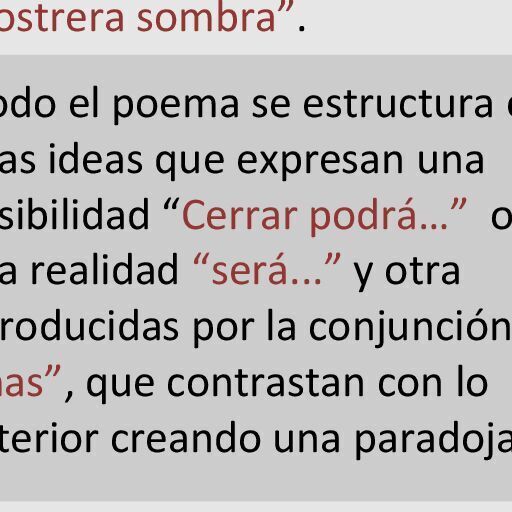 ostrera sombra”.
odo el poema se estructura
as ideas que expresan una
sibilidad “Cerrar podrá…” o
a realidad “será...” y otra
roducidas por la conjunción
as”, que contrastan con lo
terior creando una paradoja